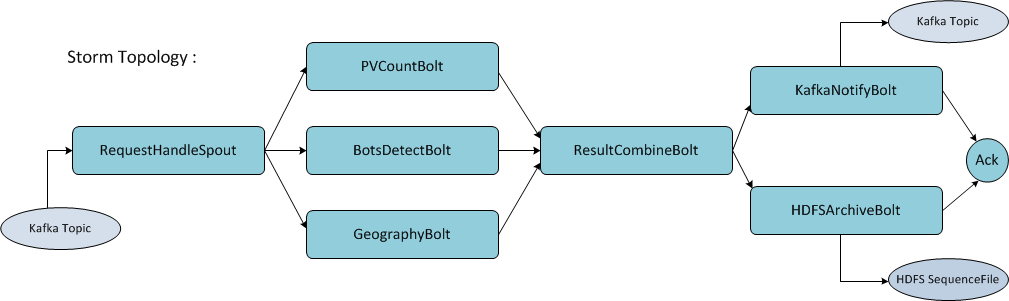 Storm Topology :
Kafka Topic
RequestHandleSpout
PVCountBolt
BotsDetectBolt
GeographyBolt
ResultCombineBolt
KafkaNotifyBolt
HDFSArchiveBolt
Kafka Topic
Ack
HDFS SequenceFile